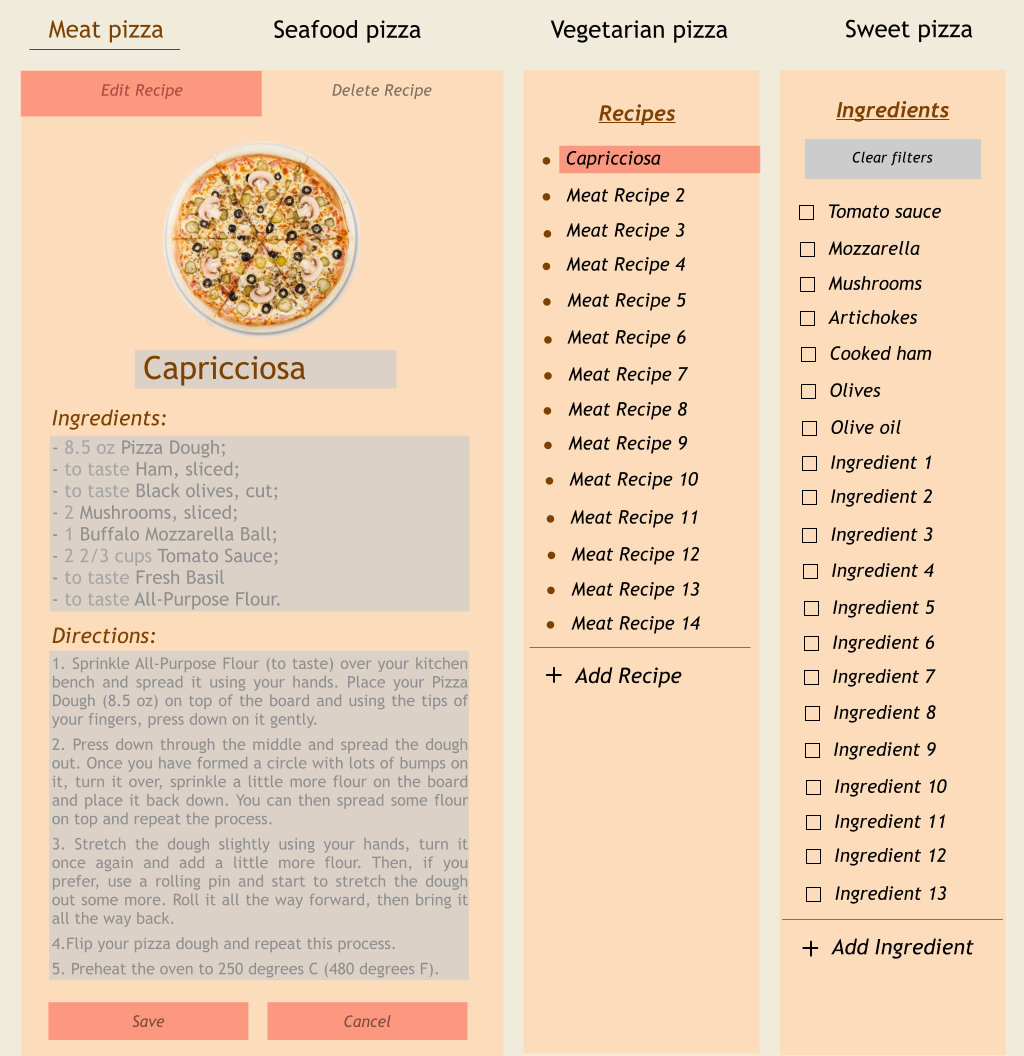 Meat pizza
Seafood pizza
Vegetarian pizza
Sweet pizza
Edit Recipe
Delete Recipe
Capricciosa
Ingredients:
- 8.5 oz Pizza Dough;
- to taste Ham, sliced;
- to taste Black olives, cut;
- 2 Mushrooms, sliced;
- 1 Buffalo Mozzarella Ball;
- 2 2/3 cups Tomato Sauce;
- to taste Fresh Basil
- to taste All-Purpose Flour.
Directions:
1. Sprinkle All-Purpose Flour (to taste) over your kitchen
bench and spread it using your hands. Place your Pizza
Dough (8.5 oz) on top of the board and using the tips of
your fingers, press down on it gently.
2. Press down through the middle and spread the dough
out. Once you have formed a circle with lots of bumps on
it, turn it over, sprinkle a little more flour on the board
and place it back down. You can then spread some flour
on top and repeat the process.
3. Stretch the dough slightly using your hands, turn it
once again and add a little more flour. Then, if you
prefer, use a rolling pin and start to stretch the dough
out some more. Roll it all the way forward, then bring it
all the way back.
4.Flip your pizza dough and repeat this process.
5. Preheat the oven to 250 degrees C (480 degrees F).
Save
Cancel
Recipes
Capricciosa
Meat Recipe 2
Meat Recipe 3
Meat Recipe 4
Meat Recipe 5
Meat Recipe 6
Meat Recipe 7
Meat Recipe 8
Meat Recipe 9
Meat Recipe 10
Meat Recipe 11
Meat Recipe 12
Meat Recipe 13
Meat Recipe 14
+ Add Recipe
Ingredients
Clear filters
Tomato sauce
Mozzarella
Mushrooms
Artichokes
Cooked ham
Olives
Olive oil
Ingredient 1
Ingredient 2
Ingredient 3
Ingredient 4
Ingredient 5
Ingredient 6
Ingredient 7
Ingredient 8
Ingredient 9
Ingredient 10
Ingredient 11
Ingredient 12
Ingredient 13
+ Add Ingredient